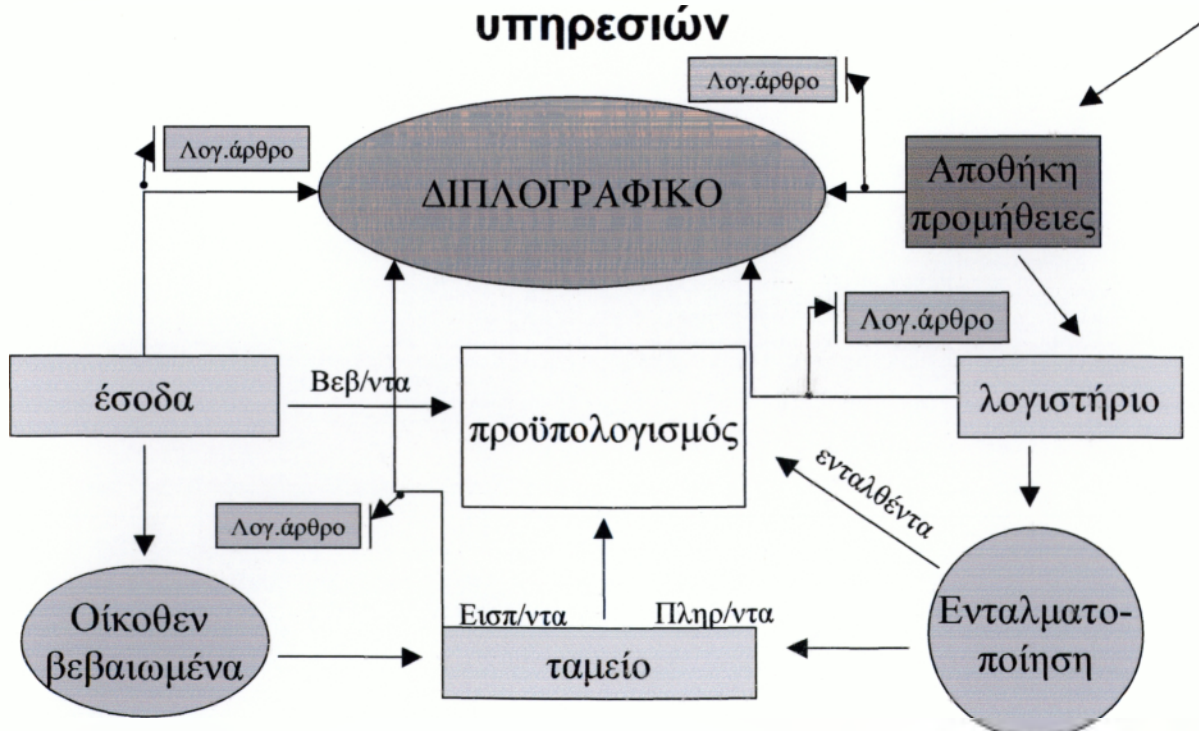 υπηρεσιών
Λογ.άρθρο
Λογ.άρθρο
ΔΙΠΛΟΓΡΑΦΙΚΟ
Αποθήκη
προμήθειες
Λογ.άρθρο
έσοδα
Βεβ/ντα
προϋπολογισμός
λογιστήριο
ενταλθέντα
Λογ.άρθρο
Οίκοθεν
βεβαιωμένα
Εισπ/ντα
Πληρ/ντα
ταμείο
Ενταλματο-
ποίηση